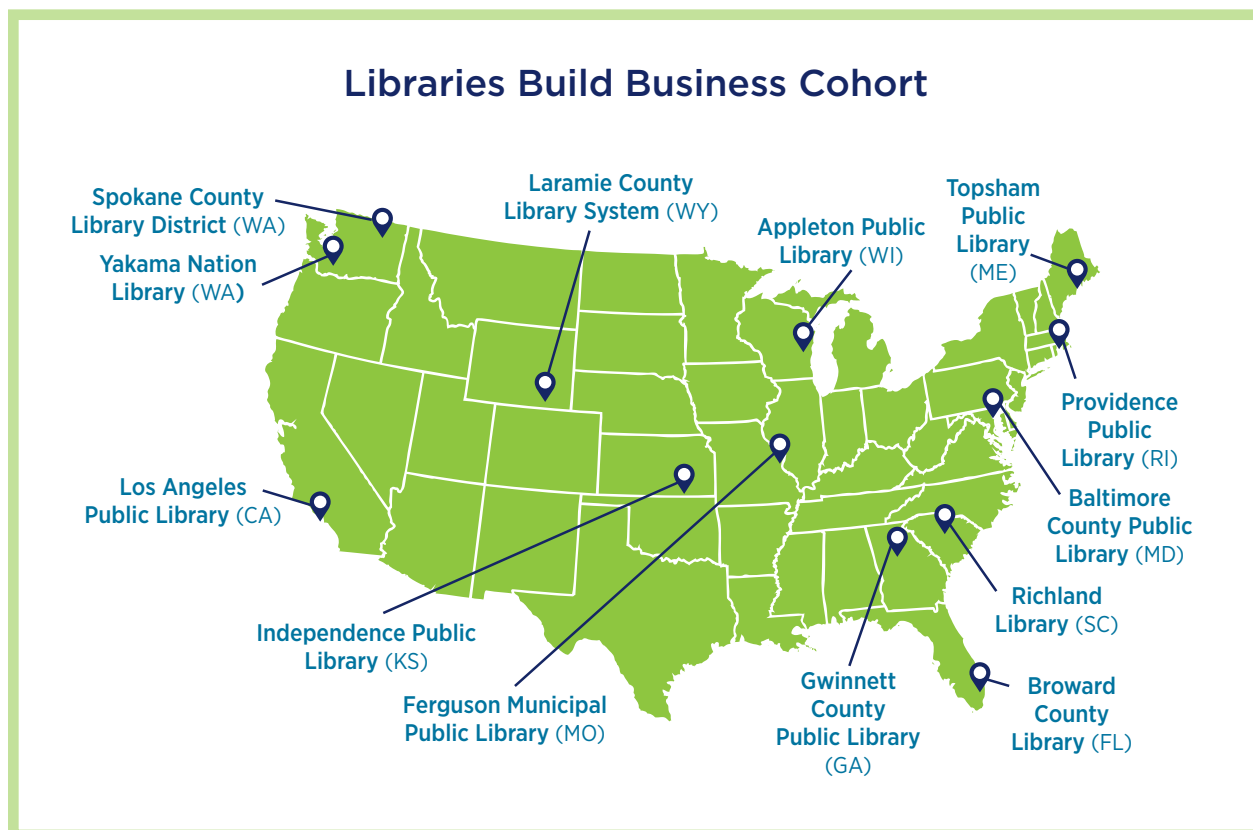 Libraries Build Business Cohort
Spokane County
Library District (WA)
Yakama Nation
Library (WA)
Laramie County
Library System (WY)
Appleton Public
Library (WI)
Topsham
Public
Library
(ME)
Providence
Public
Library (RI)
Los Angeles
Public Library (CA)
Baltimore
County Public
Library (MD)
Richland
Library (SC)
Independence Public
Library (KS)
Ferguson Municipal
Public Library (MO)
Gwinnett
County
Public Library
(GA)
Broward
County
Library (FL)